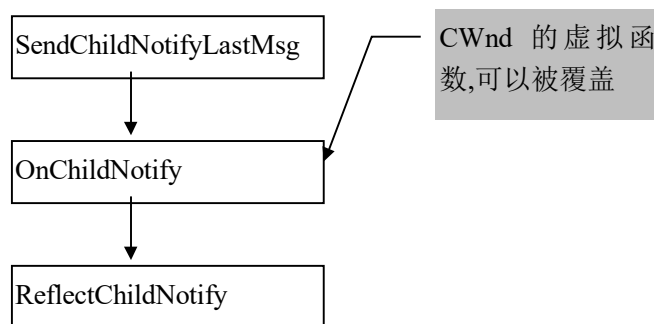 SendChildNotifyLastMsg
CWnd 的虚拟函
数,可以被覆盖
OnChildNotify
ReflectChildNotify